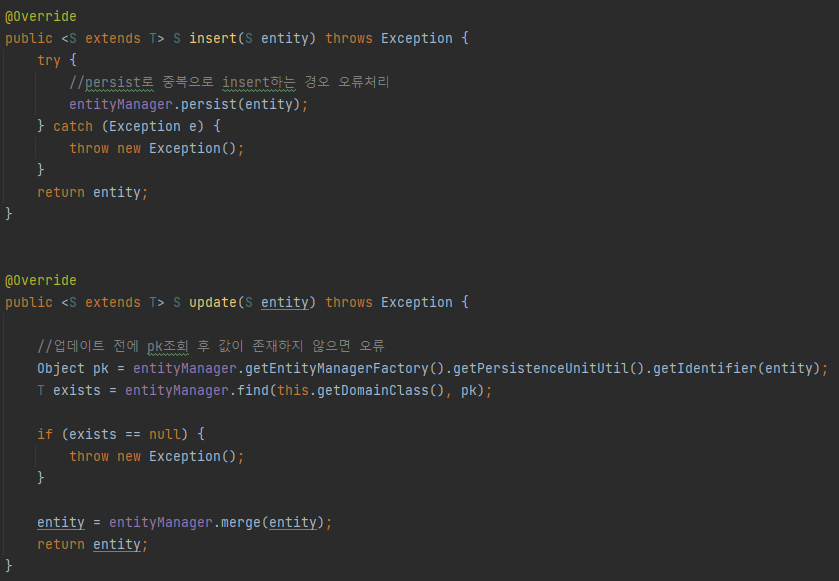 @Override
public <S extends T> S insert(S entity) throws Exception {
try {
//persist로 중복으로 insert하는 경오 오류처리
entityManager.persist(entity);
} catch (Exception e) {
throw new Exception();
}
return entity;
}
@Override
public <S extends T> S update(S entity) throws Exception {
//업데이트 전에 pk조회 후 값이 존재하지 않으면 오류
Object pk = entityManager.getEntityManagerFactory().getPersistenceUnitUtil().getIdentifier(entity);
T exists = entityManager.find(this.getDomainClass(), pk);
if (exists == null) {
throw new Exception();
}
entity = entityManager.merge(entity);
return entity;
}